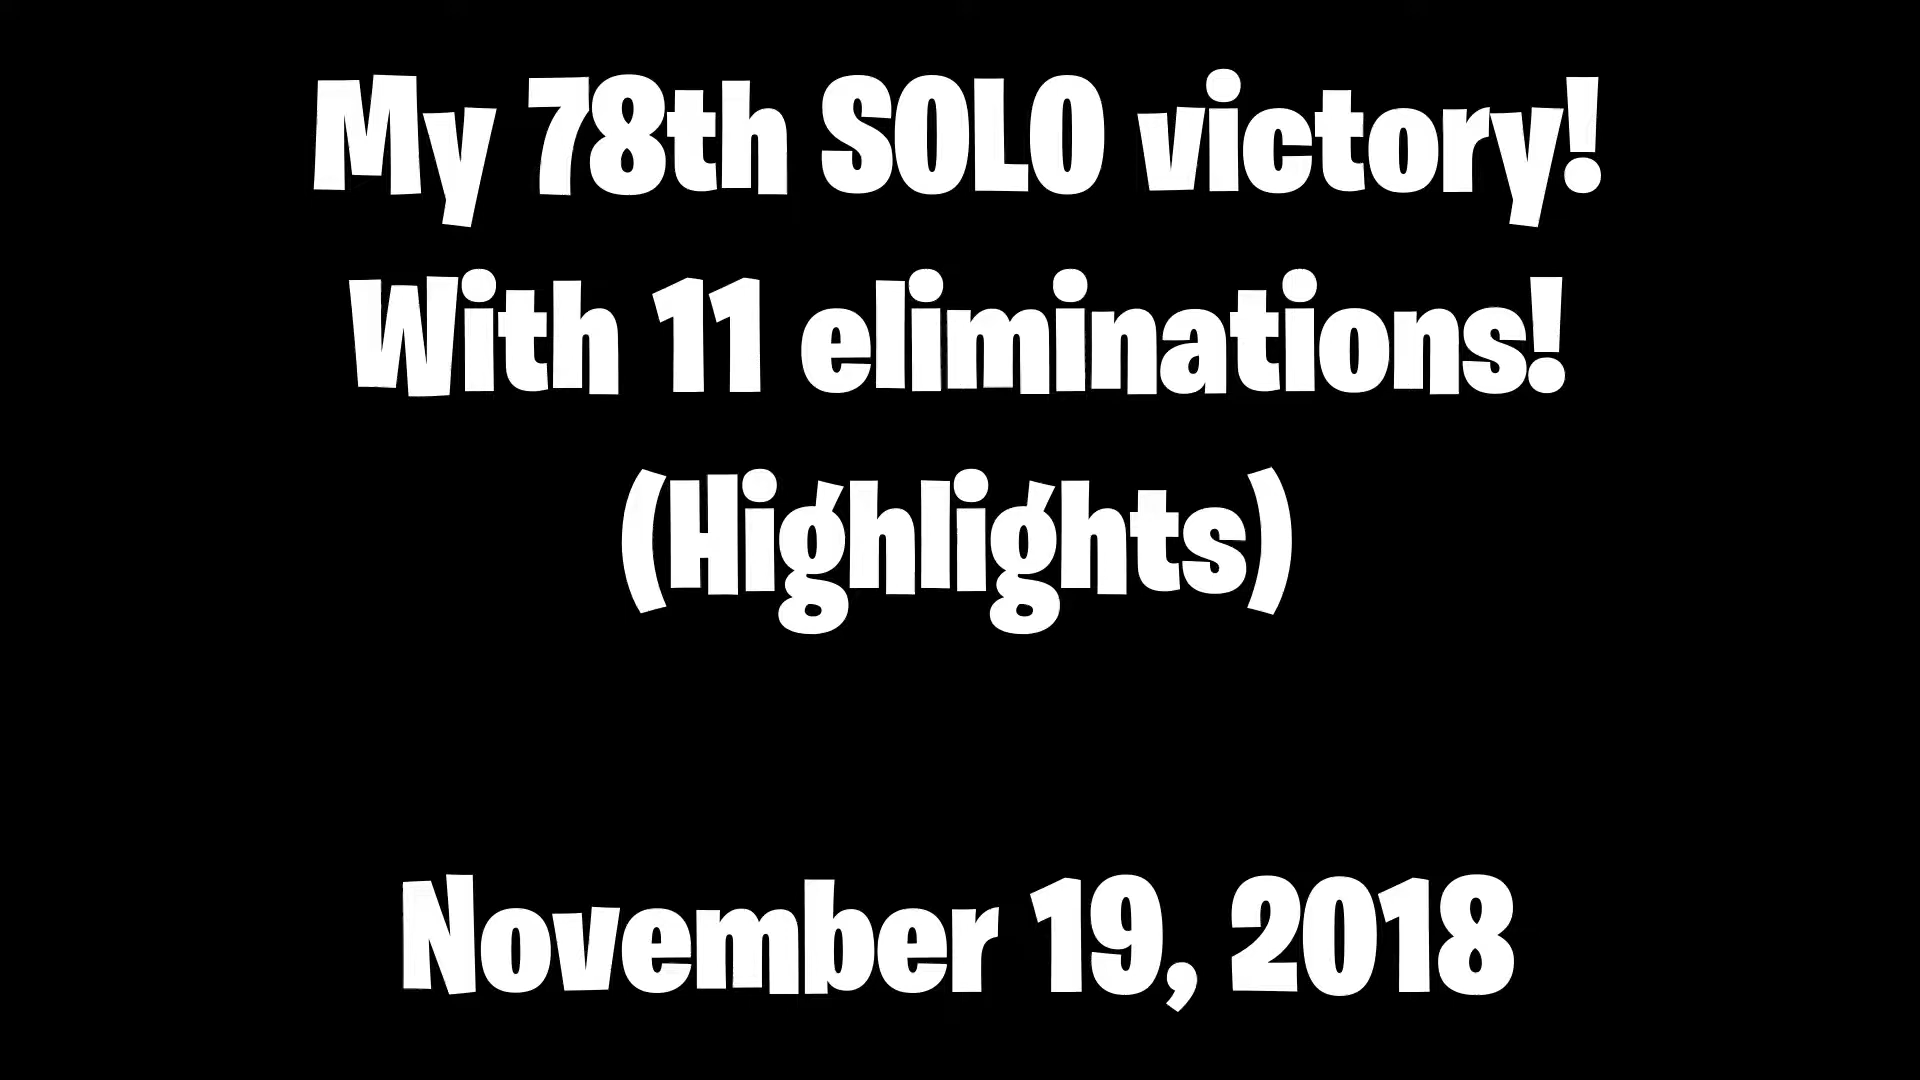 My 78th SOLO victory!
With 11 eliminations!
(Highlights)
November 19, 2018